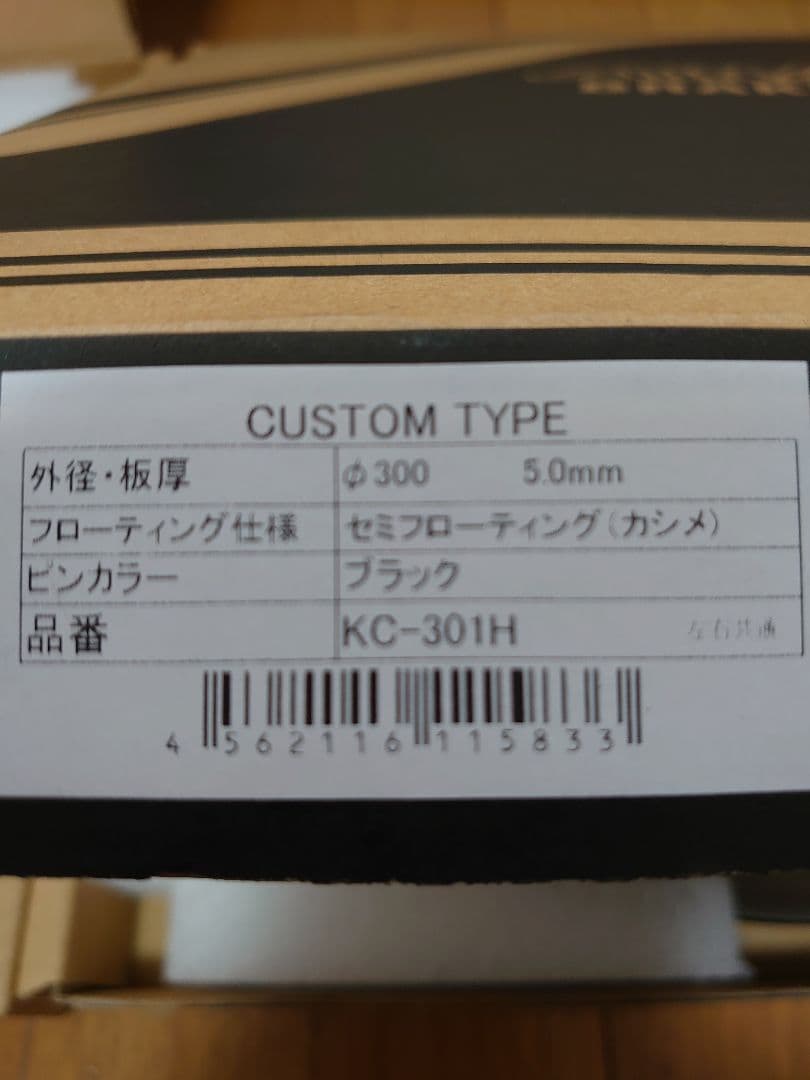 CUSTOM TYPE
外径・板厚 φ300 5.0mm
フローティング仕様 セミフローティング(カシメ)
ピンカラー ブラック
品番 KC-301H 左右共通
4 562116 115833